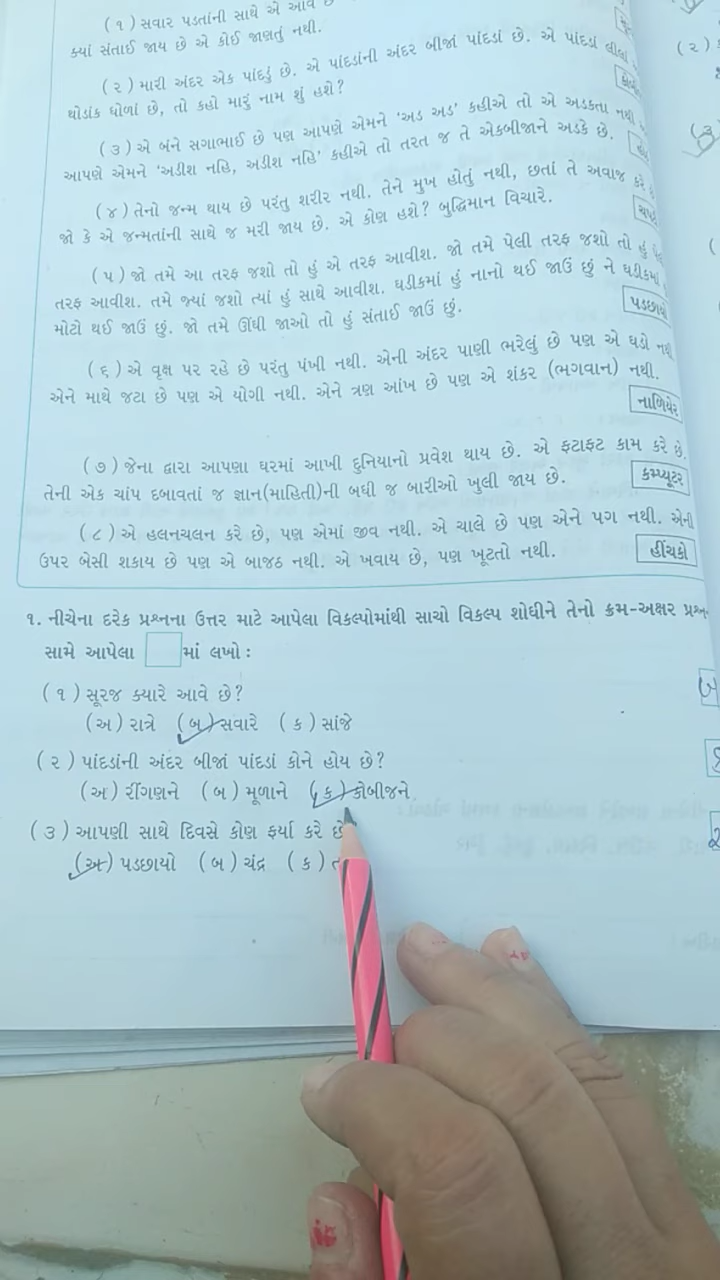 (૧) સવાર પડતાંની સાથે એ
ક્યાં સંતાઈ જાય છે એ કોઈ જાણતું નથી.
(૨) મારી અંદર એક પાંદડું છે. એ પાંદડાંની અંદર બીજાં પાંદડાં છે. એ પાંદડાં લીલાં
થોડાંક ધોળાં છે, તો કહો મારું નામ શું હશે?
(૩) એ બંને સગાભાઈ છે પણ આપણે એમને ‘અડ અડ’ કહીએ તો એ અડકતા નથી
આપણે એમને ‘અડીશ નહિ, અડીશ નહિ’ કહીએ તો તરત જ તે એકબીજાને અડકે છે.
(૪) તેનો જન્મ થાય છે પરંતુ શરીર નથી. તેને મુખ હોતું નથી, છતાં તે અવાજ કરે છે
જો કે એ જન્મતાંની સાથે જ મરી જાય છે. એ કોણ હશે? બુદ્ધિમાન વિચારે.
(૫) જો તમે આ તરફ જશો તો હું એ તરફ આવીશ. જો તમે પેલી તરફ જશો તો હું
તરફ આવીશ. તમે જ્યાં જશો ત્યાં હું સાથે આવીશ. ઘડીકમાં હું નાનો થઈ જાઉં છું ને ઘડીકમાં
મોટો થઈ જાઉં છું. જો તમે ઊંઘી જાઓ તો હું સંતાઈ જાઉં છું.
પડછાયો
(૬) એ વૃક્ષ પર રહે છે પરંતુ પંખી નથી. એની અંદર પાણી ભરેલું છે પણ એ ઘડો નથી
એને માથે જટા છે પણ એ યોગી નથી. એને ત્રણ આંખ છે પણ એ શંકર (ભગવાન) નથી.
નાળિયેર
(૭) જેના દ્વારા આપણા ઘરમાં આખી દુનિયાનો પ્રવેશ થાય છે. એ ફટાફટ કામ કરે છે.
તેની એક ચાંપ દબાવતાં જ જ્ઞાન(માહિતી)ની બધી જ બારીઓ ખુલી જાય છે.
કમ્પ્યૂટર
(૮) એ હલનચલન કરે છે, પણ એમાં જીવ નથી. એ ચાલે છે પણ એને પગ નથી. એની
ઉપર બેસી શકાય છે પણ એ બાજઠ નથી. એ ખવાય છે, પણ ખૂટતો નથી.
હીંચકો
૧. નીચેના દરેક પ્રશ્નના ઉત્તર માટે આપેલા વિકલ્પોમાંથી સાચો વિકલ્પ શોધીને તેનો ક્રમ-અક્ષર પ્રશ્ન
સામે આપેલા માં લખો :
(૧) સૂરજ ક્યારે આવે છે?
(અ) રાત્રે (બ) સવારે (ક) સાંજે
(૨) પાંદડાંની અંદર બીજાં પાંદડાં કોને હોય છે?
(અ) રીંગણને (બ) મૂળાને (ક) કોબીજને
(૩) આપણી સાથે દિવસે કોણ ફર્યા કરે છે
(અ) પડછાયો (બ) ચંદ્ર (ક)
(૨)
(૩)